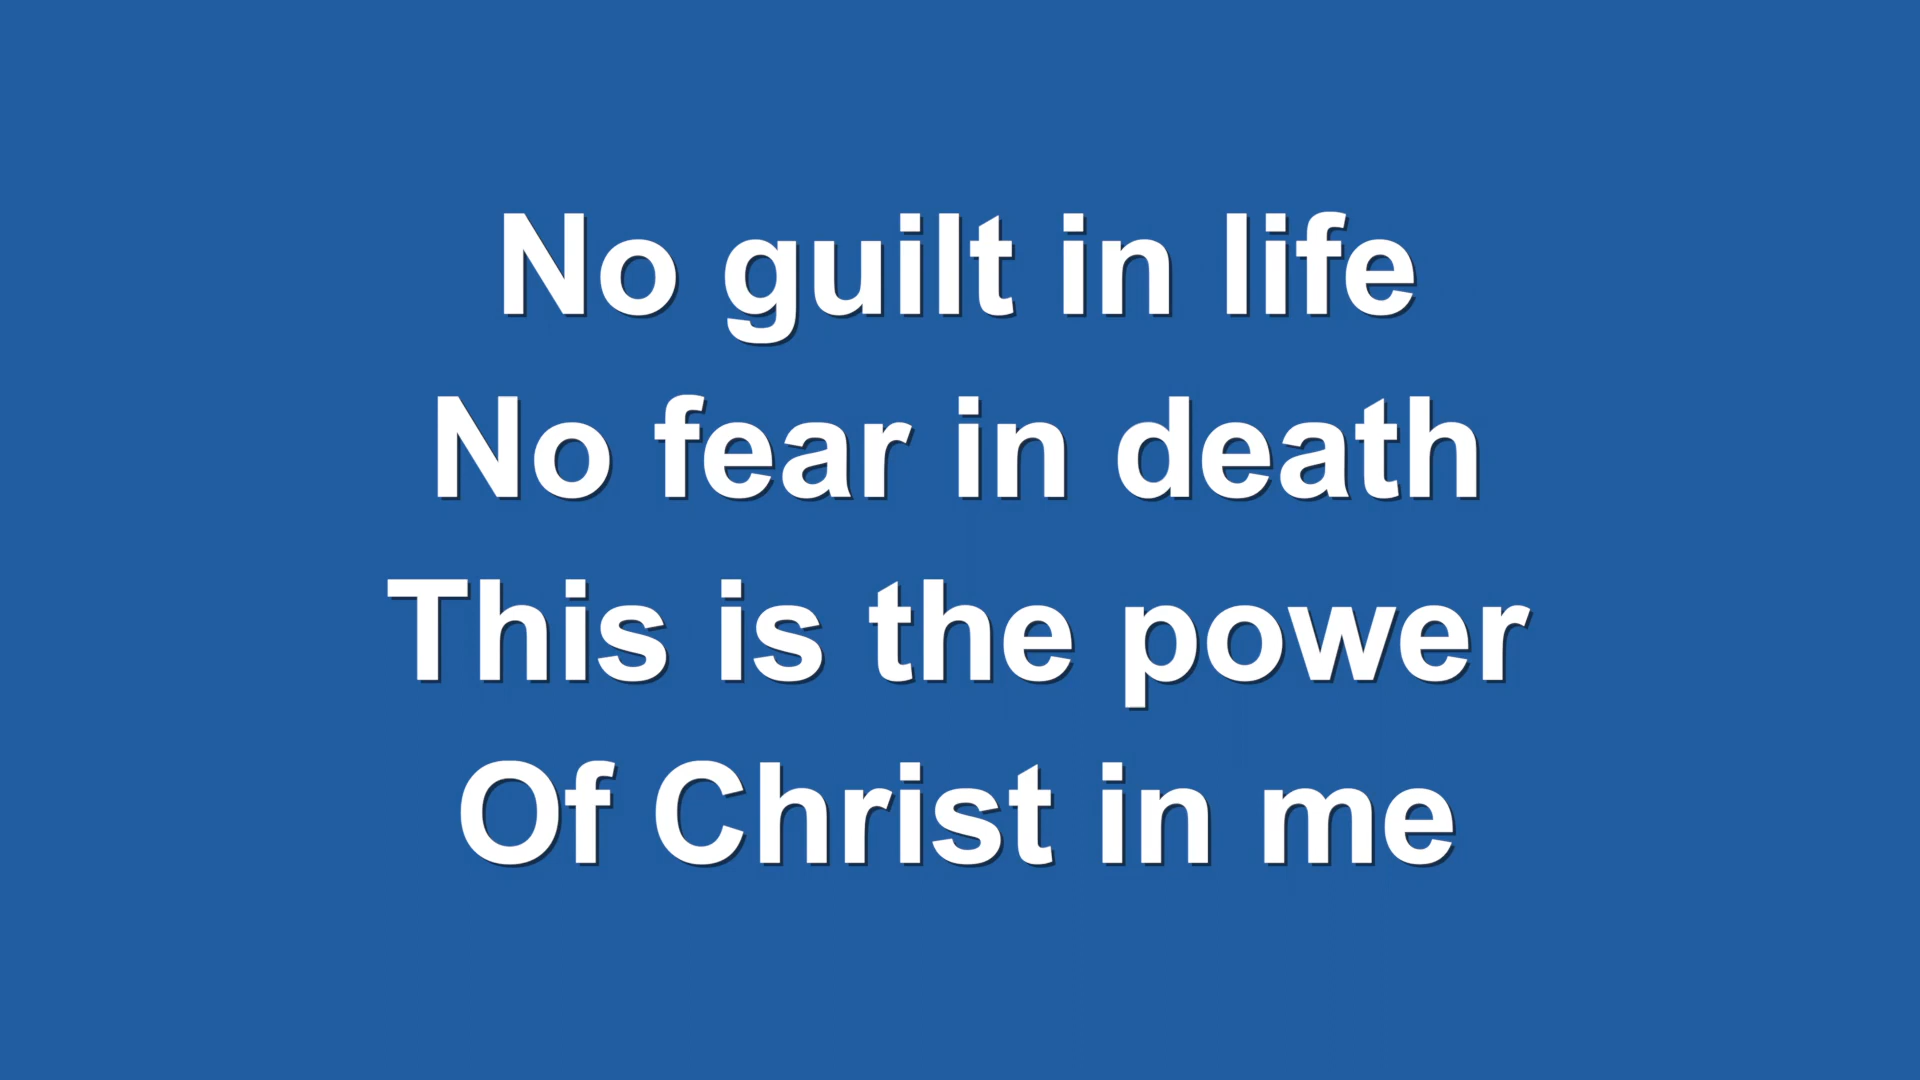 No guilt in life
No fear in death
This is the power
Of Christ in me